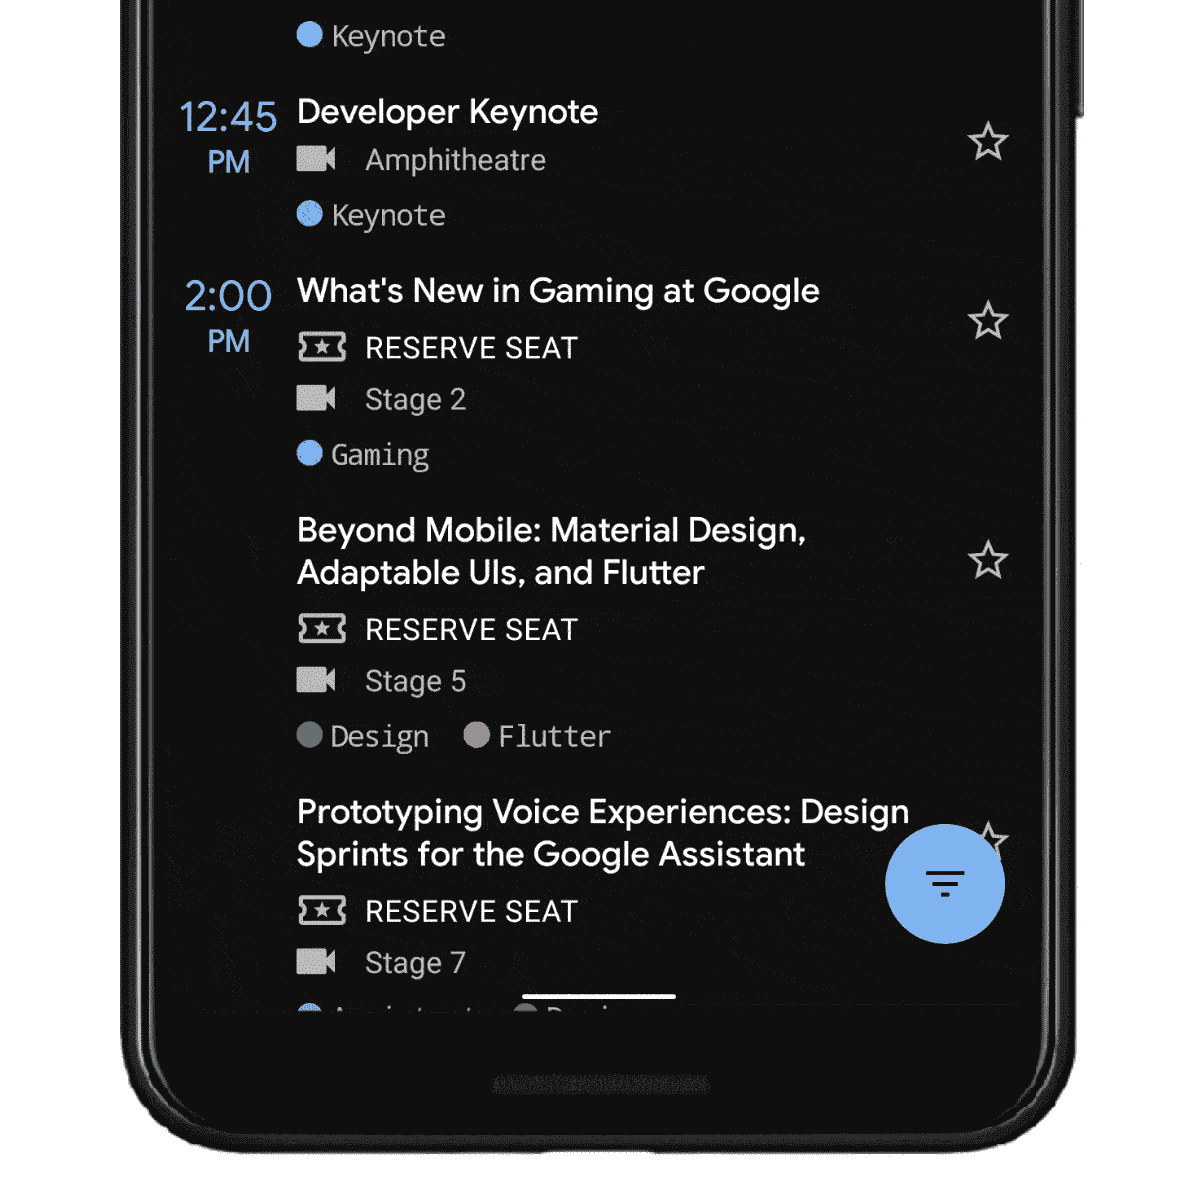 Keynote
12:45
PM
Developer Keynote
Amphitheatre
Keynote
2:00
PM
What's New in Gaming at Google
RESERVE SEAT
Stage 2
Gaming
Beyond Mobile: Material Design,
Adaptable UIs, and Flutter
RESERVE SEAT
Stage 5
Design Flutter
Prototyping Voice Experiences: Design
Sprints for the Google Assistant
RESERVE SEAT
Stage 7